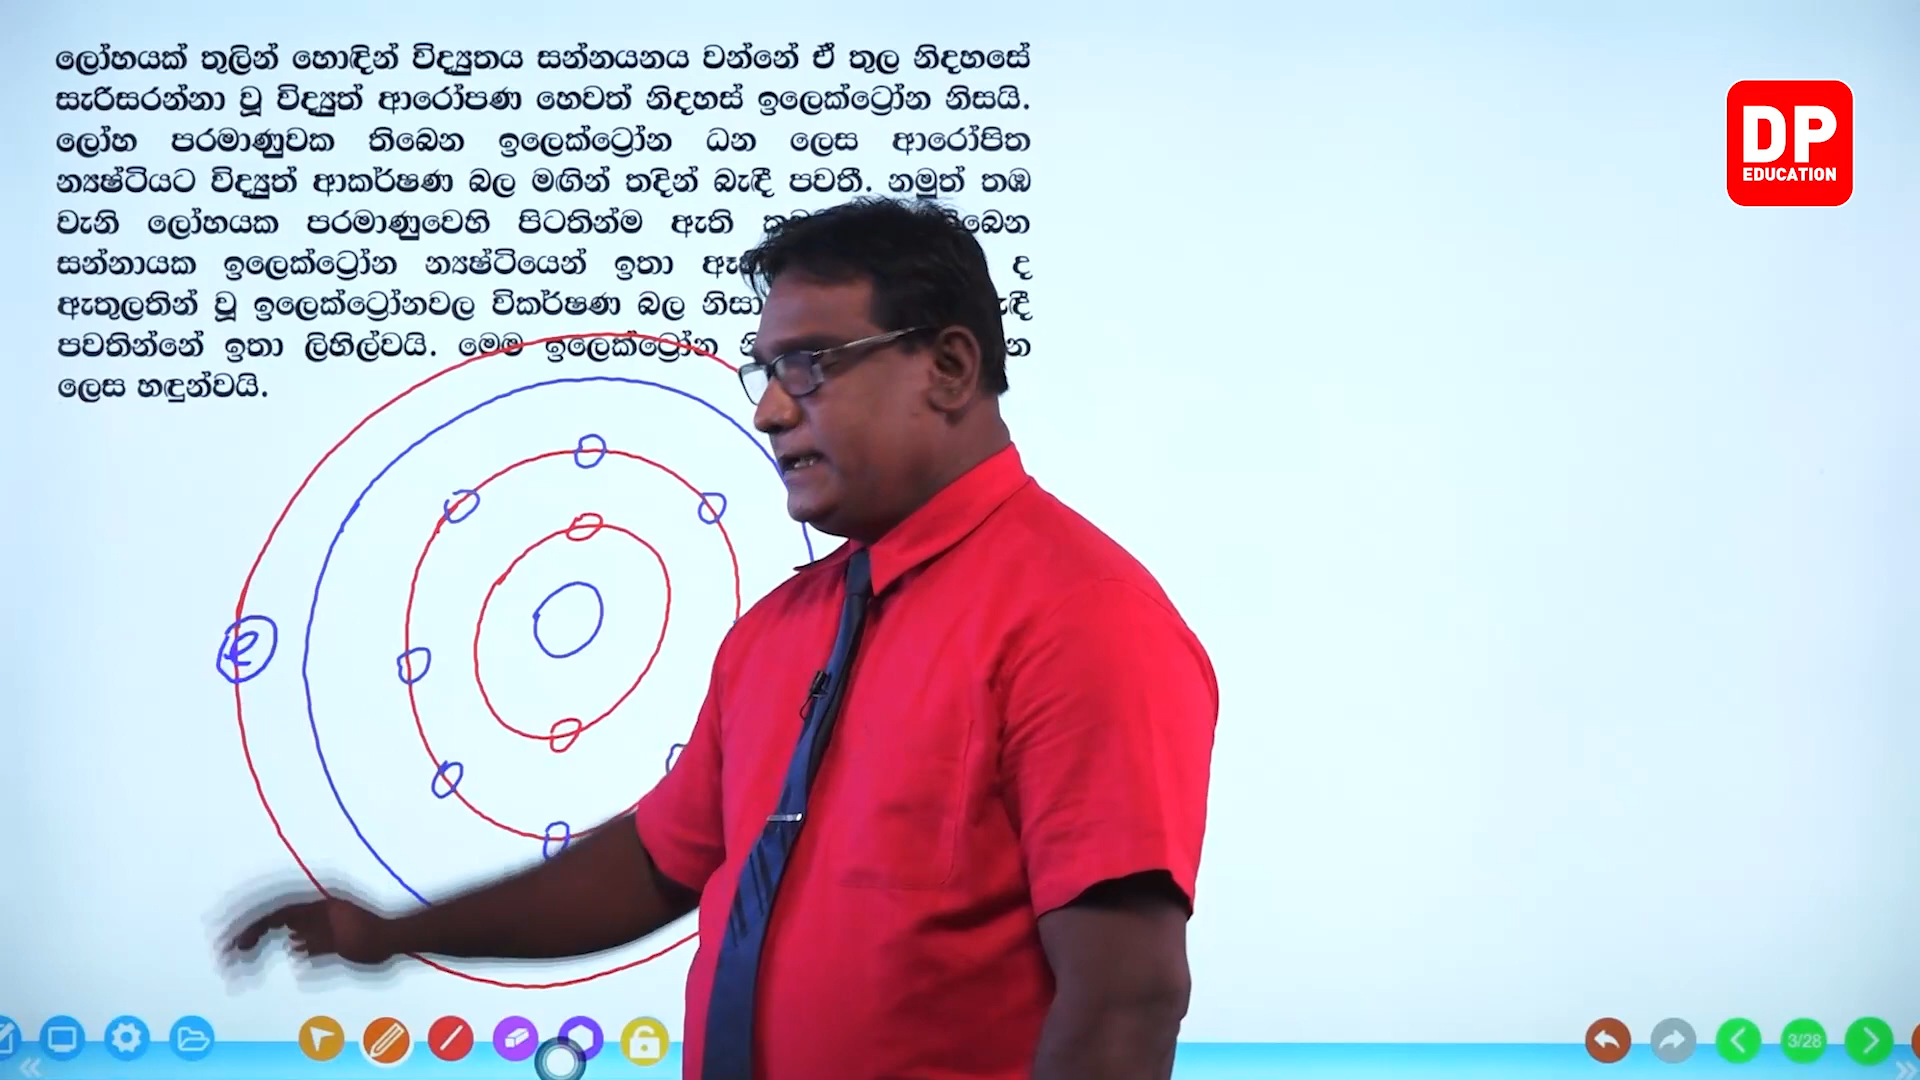 ලෝහයක් තුලින් හොඳින් විද්‍යුතය සන්නයනය වන්නේ ඒ තුල නිදහසේ
සැරිසරන්නා වූ විද්‍යුත් ආරෝපණ හෙවත් නිදහස් ඉලෙක්ට්‍රෝන නිසයි.
ලෝහ පරමාණුවක තිබෙන ඉලෙක්ට්‍රෝන ධන ලෙස ආරෝපිත
න්‍යෂ්ටියට විද්‍යුත් ආකර්ෂණ බල මඟින් තදින් බැඳී පවතී. නමුත් තඹ
වැනි ලෝහයක පරමාණුවෙහි පිටතින්ම ඇති
සන්නායක ඉලෙක්ට්‍රෝන න්‍යෂ්ටියෙන් ඉතා ද
ඇතුලතින් වූ ඉලෙක්ට්‍රෝනවල විකර්ෂණ බල නිසා
පවතින්නේ ඉතා ලිහිල්වයි. මෙම ඉලෙක්ට්‍රෝන
ලෙස හඳුන්වයි.
e
DP
EDUCATION
3/28